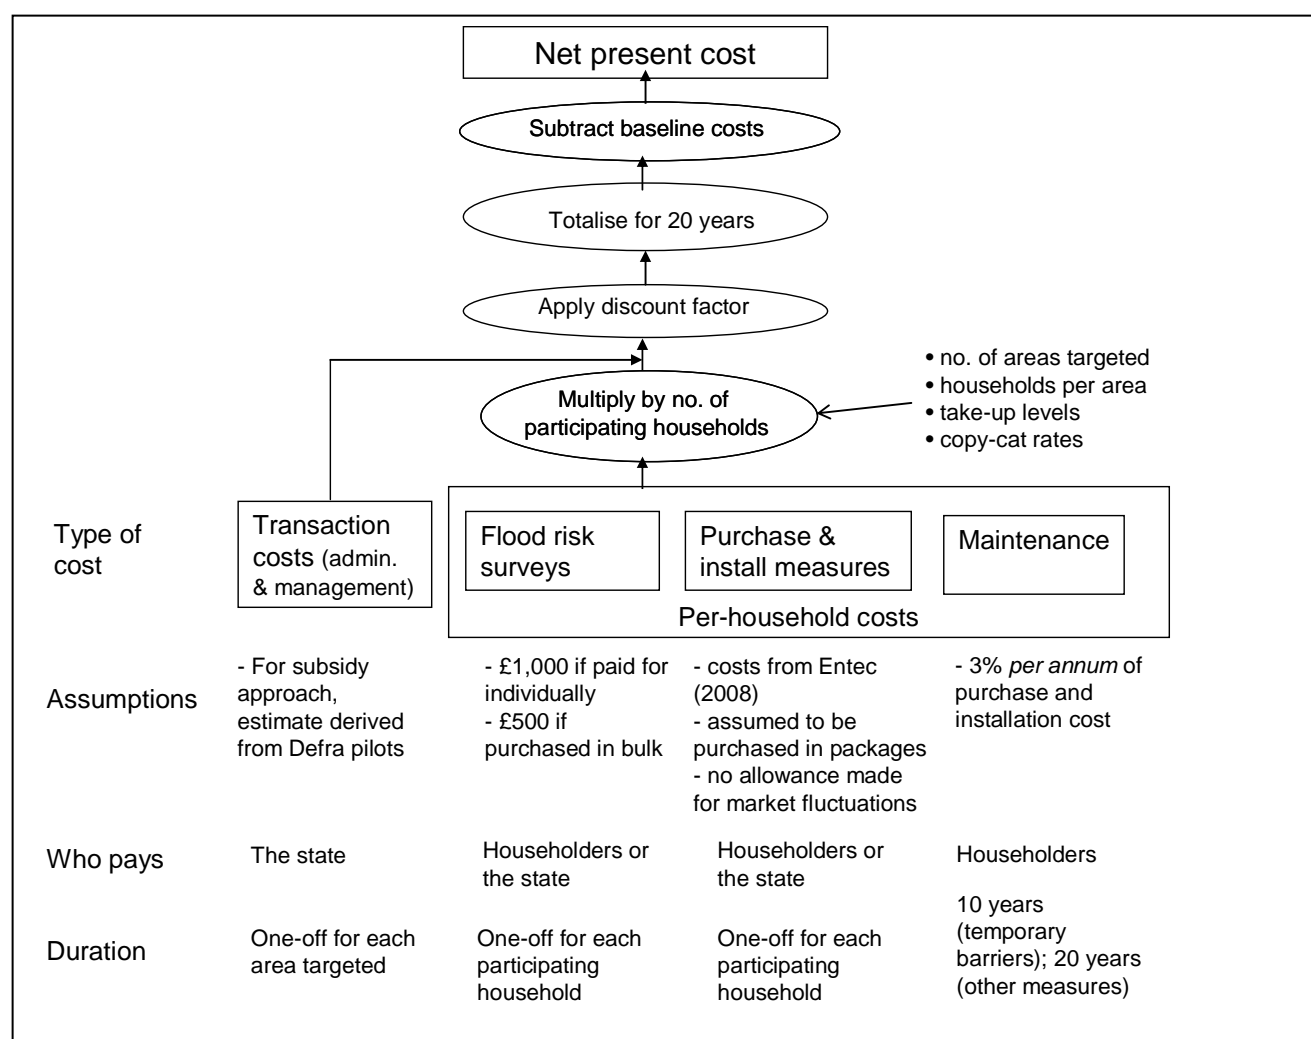 Net present cost
Subtract baseline costs
Totalise for 20 years
Apply discount factor
Multiply by no. of
participating households
• no. of areas targeted
• households per area
• take-up levels
• copy-cat rates
Type of
cost
Transaction
costs (admin.
& management)
Flood risk
surveys
Purchase &
install measures
Maintenance
Per-household costs
Assumptions
- For subsidy
approach,
estimate derived
from Defra pilots
- £1,000 if paid for
individually
- £500 if
purchased in bulk
- costs from Entec
(2008)
- assumed to be
purchased in packages
- no allowance made
for market fluctuations
- 3% per annum of
purchase and
installation cost
Who pays
The state
Householders or
the state
Householders or
the state
Householders
Duration
One-off for each
area targeted
One-off for each
participating
household
One-off for each
participating
household
10 years
(temporary
barriers); 20 years
(other measures)